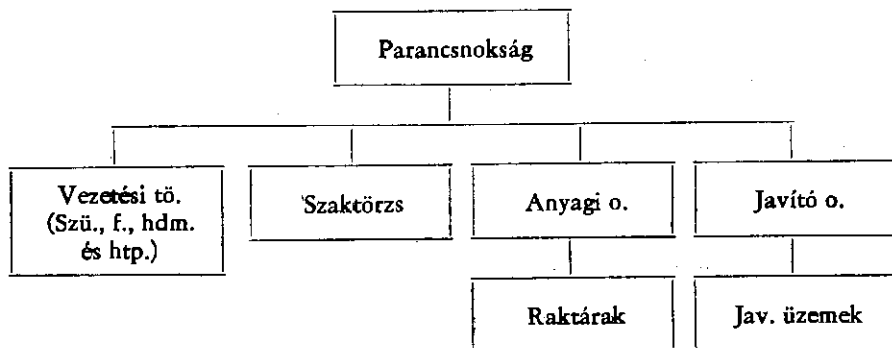 Parancsnokság
Vezetési tö.
(Szü., f., hdm.
és htp.)
Szaktörzs
Anyagi o.
Javító o.
Raktárak
Jav. üzemek